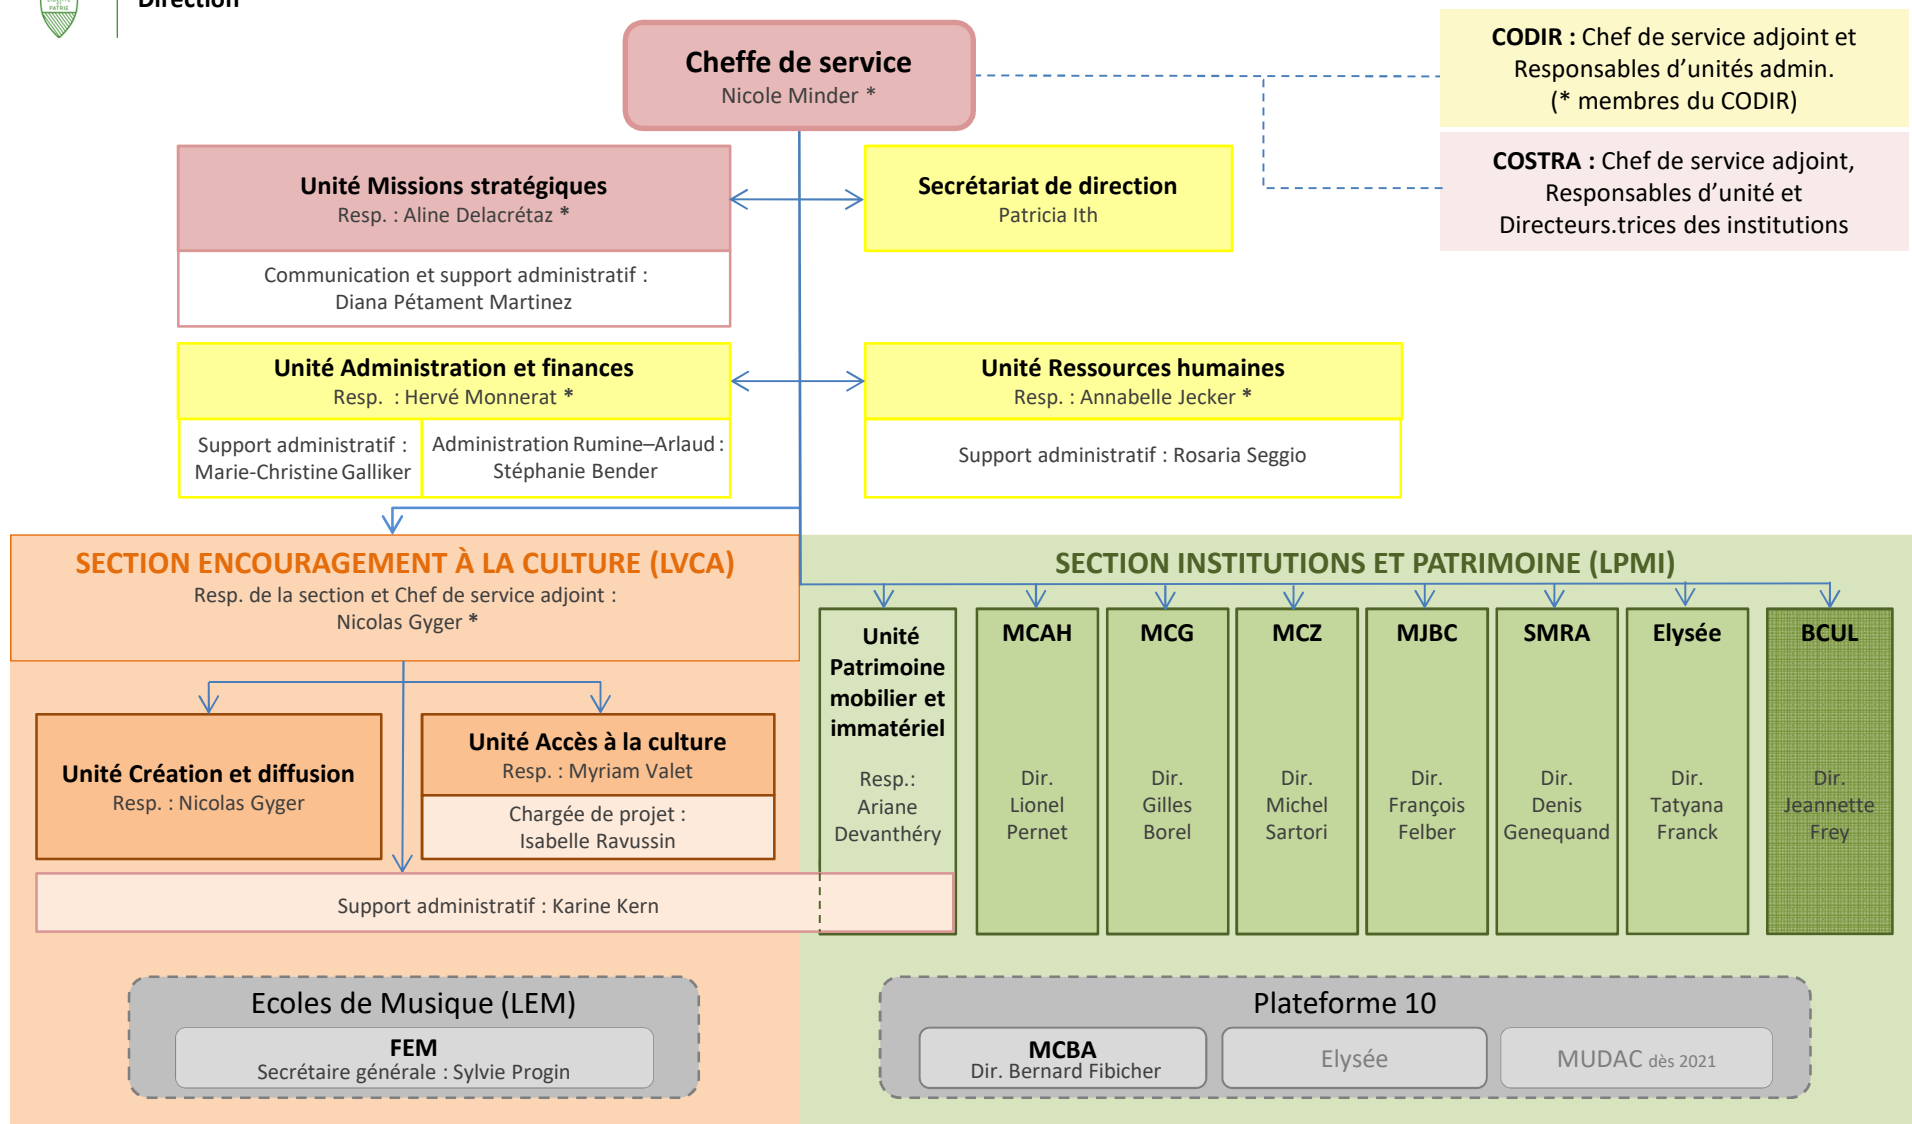 PATRIE
Direction
Cheffe de service
Nicole Minder *
CODIR : Chef de service adjoint et
Responsables d’unités admin.
(* membres du CODIR)
COSTRA : Chef de service adjoint,
Responsables d’unité et
Directeurs.trices des institutions
Unité Missions stratégiques
Resp. : Aline Delacrétaz *
Communication et support administratif :
Diana Pétament Martinez
Secrétariat de direction
Patricia Ith
Unité Administration et finances
Resp. : Hervé Monnerat *
Support administratif :
Marie-Christine Galliker
Administration Rumine–Arlaud :
Stéphanie Bender
Unité Ressources humaines
Resp. : Annabelle Jecker *
Support administratif : Rosaria Seggio
SECTION ENCOURAGEMENT À LA CULTURE (LVCA)
Resp. de la section et Chef de service adjoint :
Nicolas Gyger *
Unité Création et diffusion
Resp. : Nicolas Gyger
Unité Accès à la culture
Resp. : Myriam Valet
Chargée de projet :
Isabelle Ravussin
Support administratif : Karine Kern
SECTION INSTITUTIONS ET PATRIMOINE (LPMI)
Unité
Patrimoine
mobilier et
immatériel
Resp.:
Ariane
Devanthéry
MCAH
Dir.
Lionel
Pernet
MCG
Dir.
Gilles
Borel
MCZ
Dir.
Michel
Sartori
MJBC
Dir.
François
Felber
SMRA
Dir.
Denis
Genequand
Elysée
Dir.
Tatyana
Franck
BCUL
Dir.
Jeannette
Frey
Ecoles de Musique (LEM)
FEM
Secrétaire générale : Sylvie Progin
Plateforme 10
MCBA
Dir. Bernard Fibicher
Elysée
MUDAC dès 2021